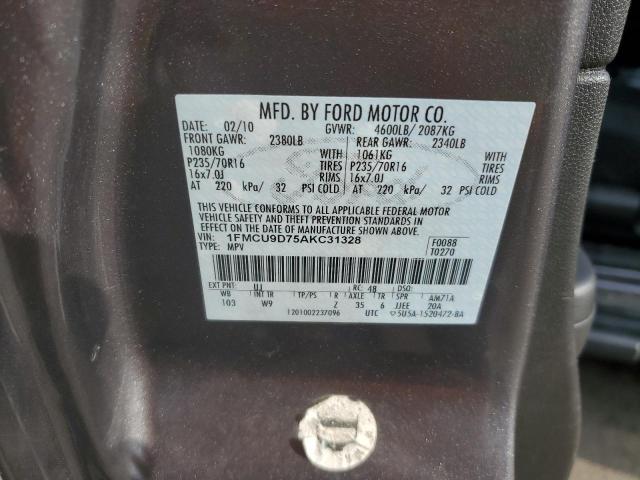 MFD. BY FORD MOTOR CO.
DATE: 02/10 GVWR: 4600LB/ 2087KG
FRONT GAWR: 2380LB REAR GAWR: 2340LB
1080KG WITH 1061KG WITH
P235/70R16 TIRES P235/70R16 TIRES
16x7.0J RIMS 16x7.0J RIMS
AT 220 kPa/ 32 PSI COLD AT 220 kPa/ 32 PSI COLD
THIS VEHICLE CONFORMS TO ALL APPLICABLE FEDERAL MOTOR
VEHICLE SAFETY AND THEFT PREVENTION STANDARDS IN
EFFECT ON THE DATE OF MANUFACTURE SHOWN ABOVE.
VIN: 1FMCU9D75AKC31328 F0088
TYPE: MPV T0270
EXT PNT: UJ RC: 48 DSO:
WB INT TR TP/PS R AXLE TR SPR AM71A
103 W9 Z 35 6 JJEE 20A
1201002237096 UTC 5U5A-1520472-BA